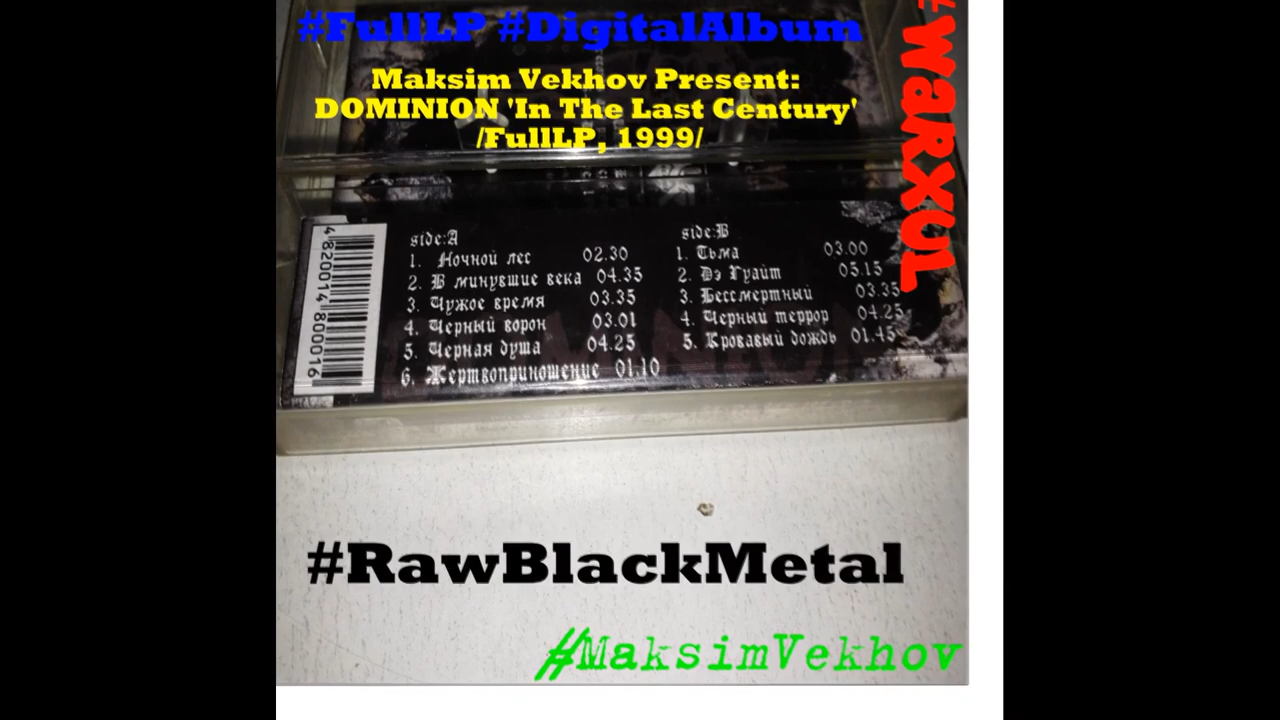 #FullLP #DigitalAlbum
Maksim Vekhov Present:
DOMINION 'In The Last Century'
/FullLP, 1999/
#WARXUL
4820014800016
side:A
1. Ночной лес 02.30
2. В минувшие века 04.35
3. Чужое время 03.35
4. Черный ворон 03.01
5. Черная душа 04.25
6. Жертвоприношение 01.10
side:B
1. Тьма 03.00
2. Дэ Грайт 05.15
3. Бессмертный 03.35
4. Черный террор 04.25
5. Кровавый дождь 01.45
#RawBlackMetal
#MaksimVekhov